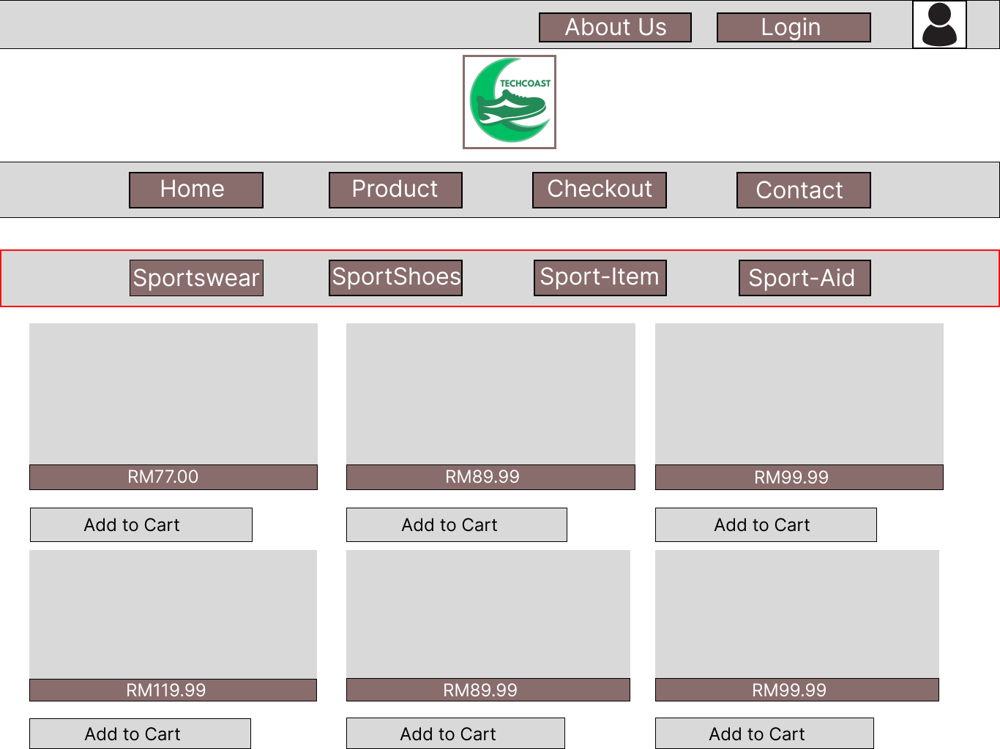 About Us Login
TECHCOAST
Home Product Checkout Contact
Sportswear SportShoes Sport-Item Sport-Aid
RM77.00 RM89.99 RM99.99
Add to Cart Add to Cart Add to Cart
RM119.99 RM89.99 RM99.99
Add to Cart Add to Cart Add to Cart